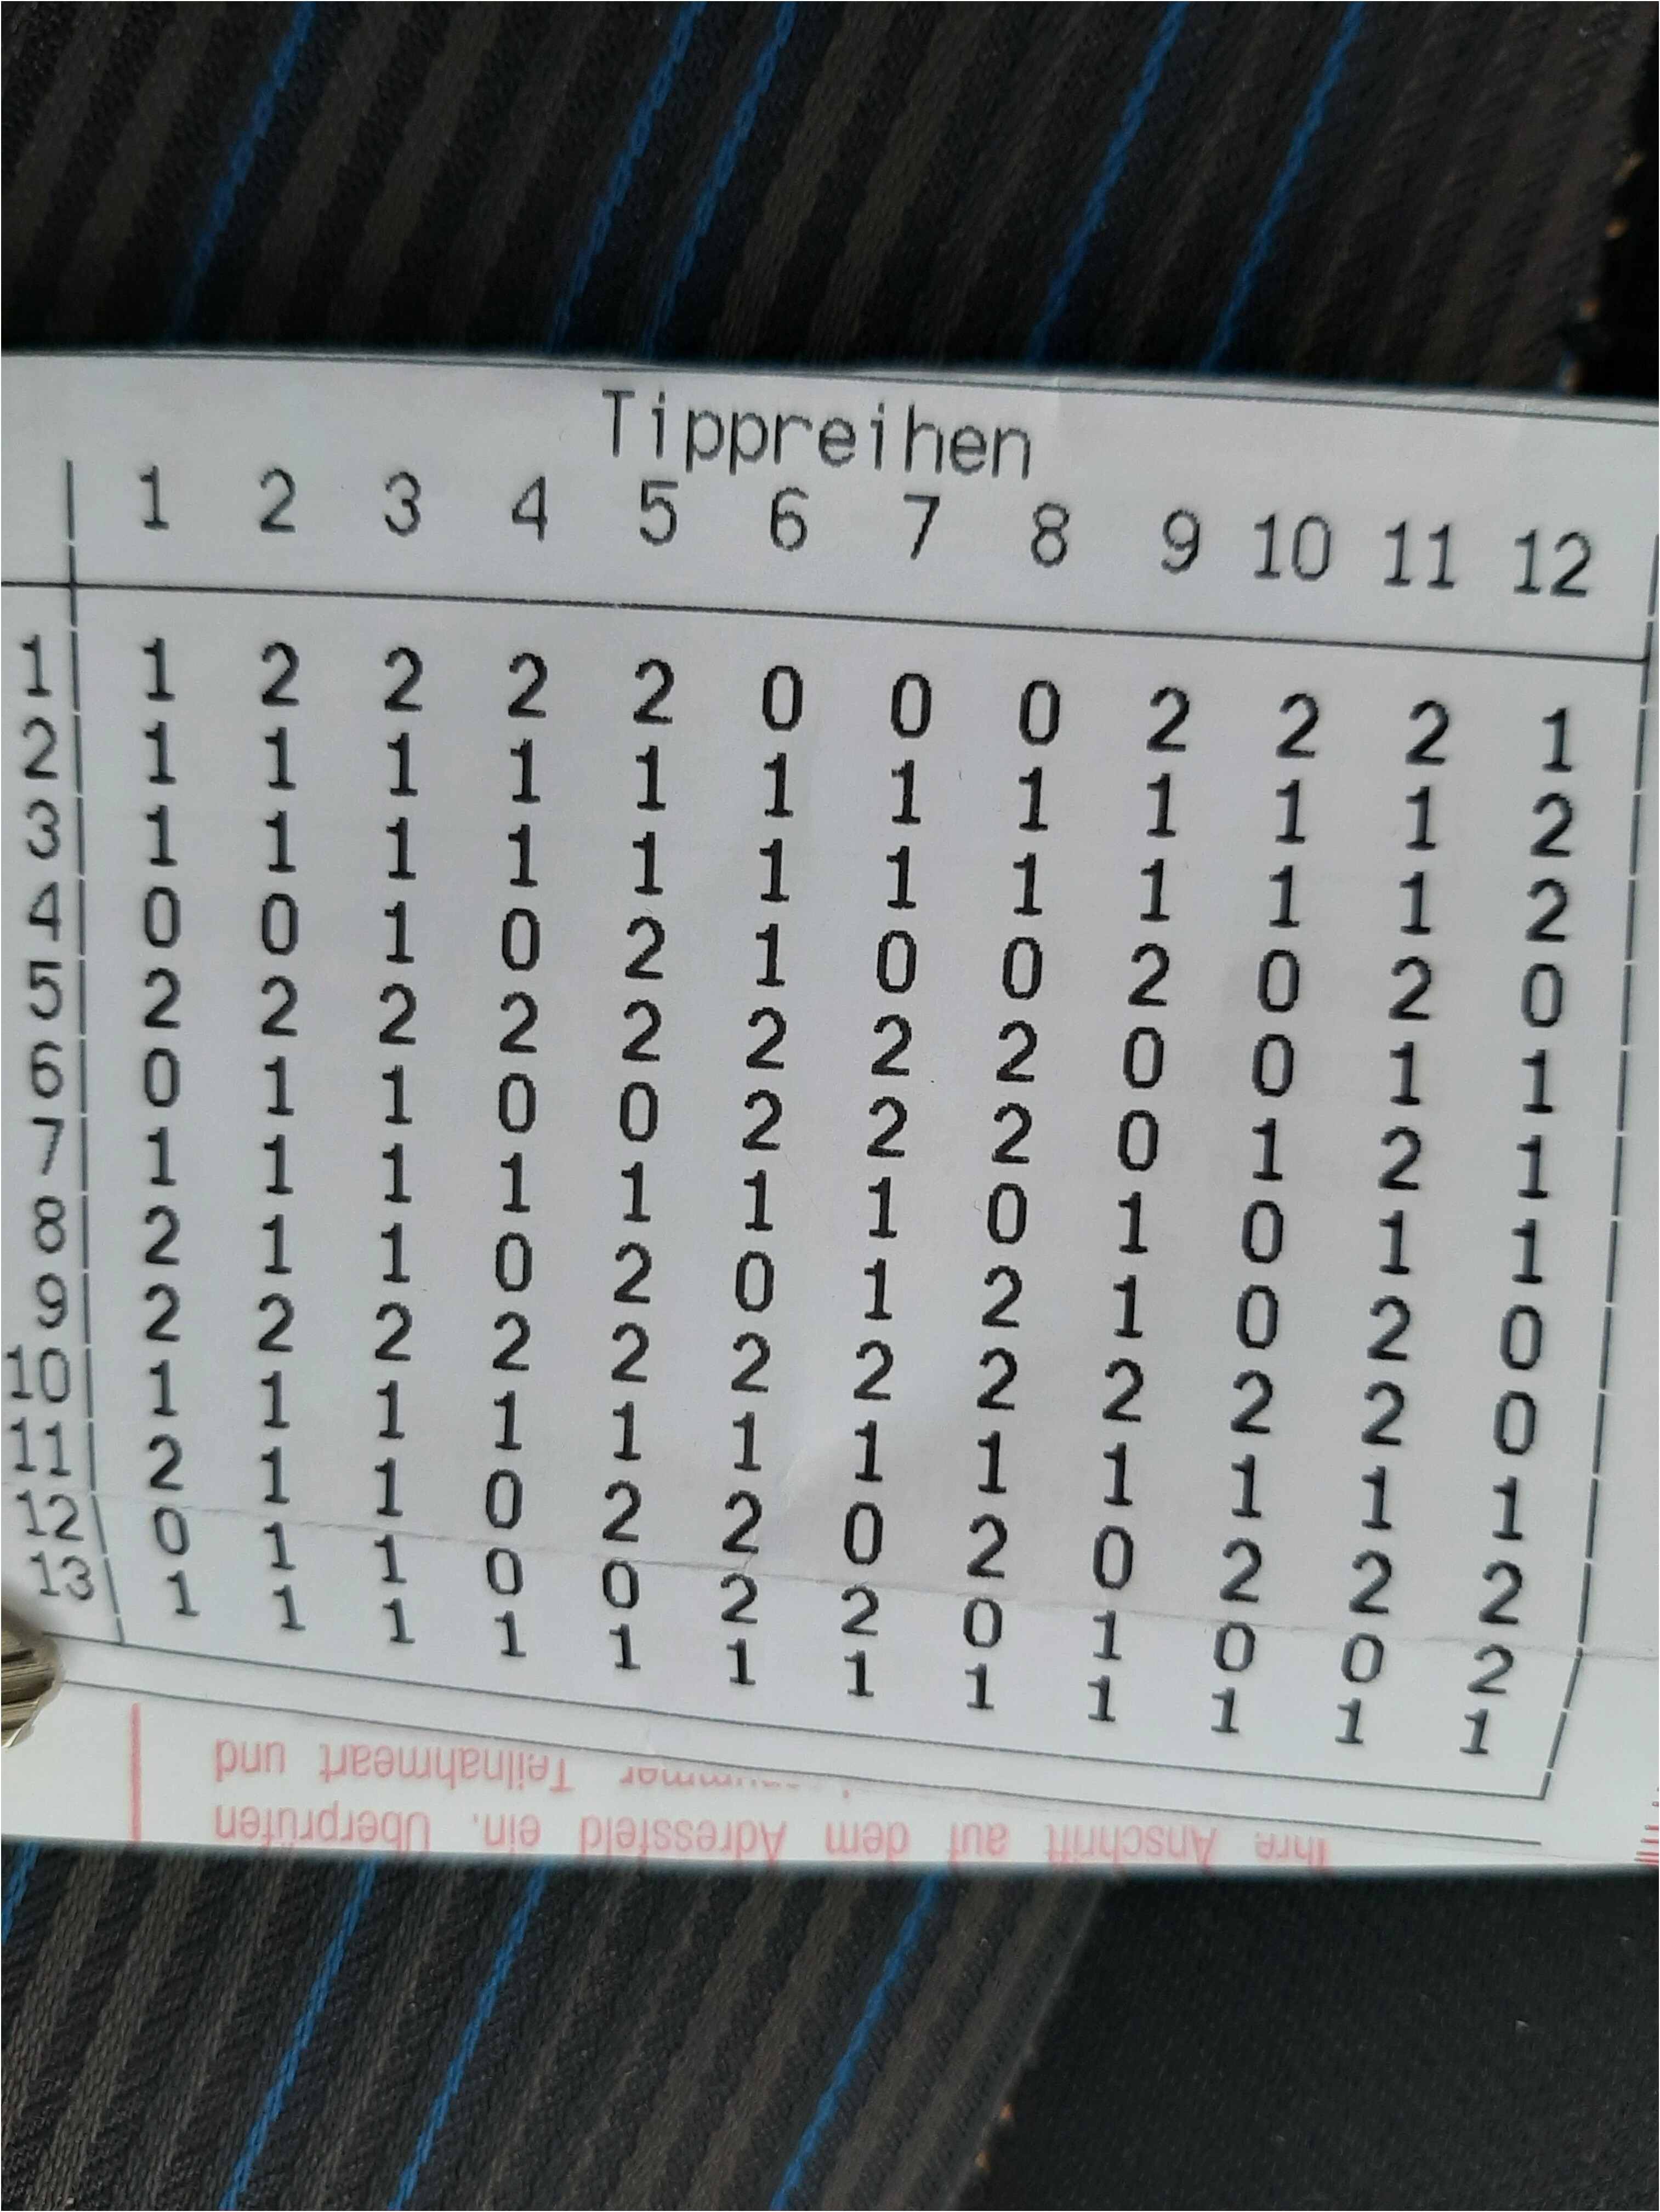 Tippreihen
1 2 3 4 5 6 7 8 9 10 11 12
1 1 2 2 2 2 0 0 0 2 2 2 1
2 1 1 1 1 1 1 1 1 1 1 1 2
3 1 1 1 1 1 1 1 1 1 1 1 2
4 0 0 1 0 2 1 0 0 2 0 2 0
5 2 2 2 2 2 2 2 2 0 0 1 1
6 0 1 1 0 0 2 2 2 0 1 2 1
7 1 1 1 1 1 1 1 0 1 0 1 1
8 2 1 1 0 2 0 1 2 1 0 2 0
9 2 2 2 2 2 2 2 2 2 2 2 0
10 1 1 1 1 1 1 1 1 1 1 1 1
11 2 1 1 0 2 2 0 2 0 2 2 2
12 0 1 1 0 0 2 2 0 1 0 0 2
13 1 1 1 1 1 1 1 1 1 1 1 1
Ihre Anschrift auf dem Adressfeld ein. Überprüfen
Teilnahmeart und